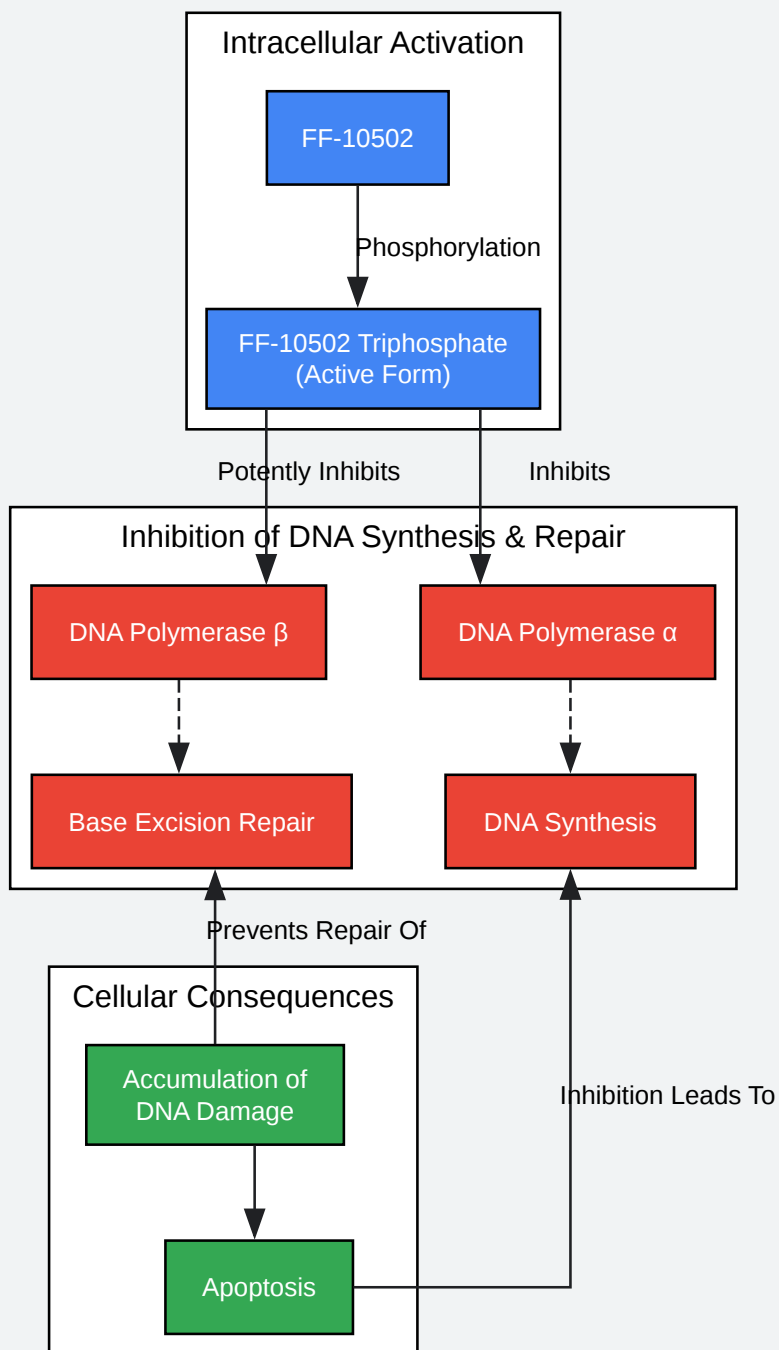 Intracellular Activation
FF-10502
Phosphorylation
FF-10502 Triphosphate
(Active Form)
Potently Inhibits
Inhibits
Inhibition of DNA Synthesis & Repair
DNA Polymerase β
DNA Polymerase α
Base Excision Repair
DNA Synthesis
Prevents Repair Of
Cellular Consequences
Accumulation of
DNA Damage
Inhibition Leads To
Apoptosis